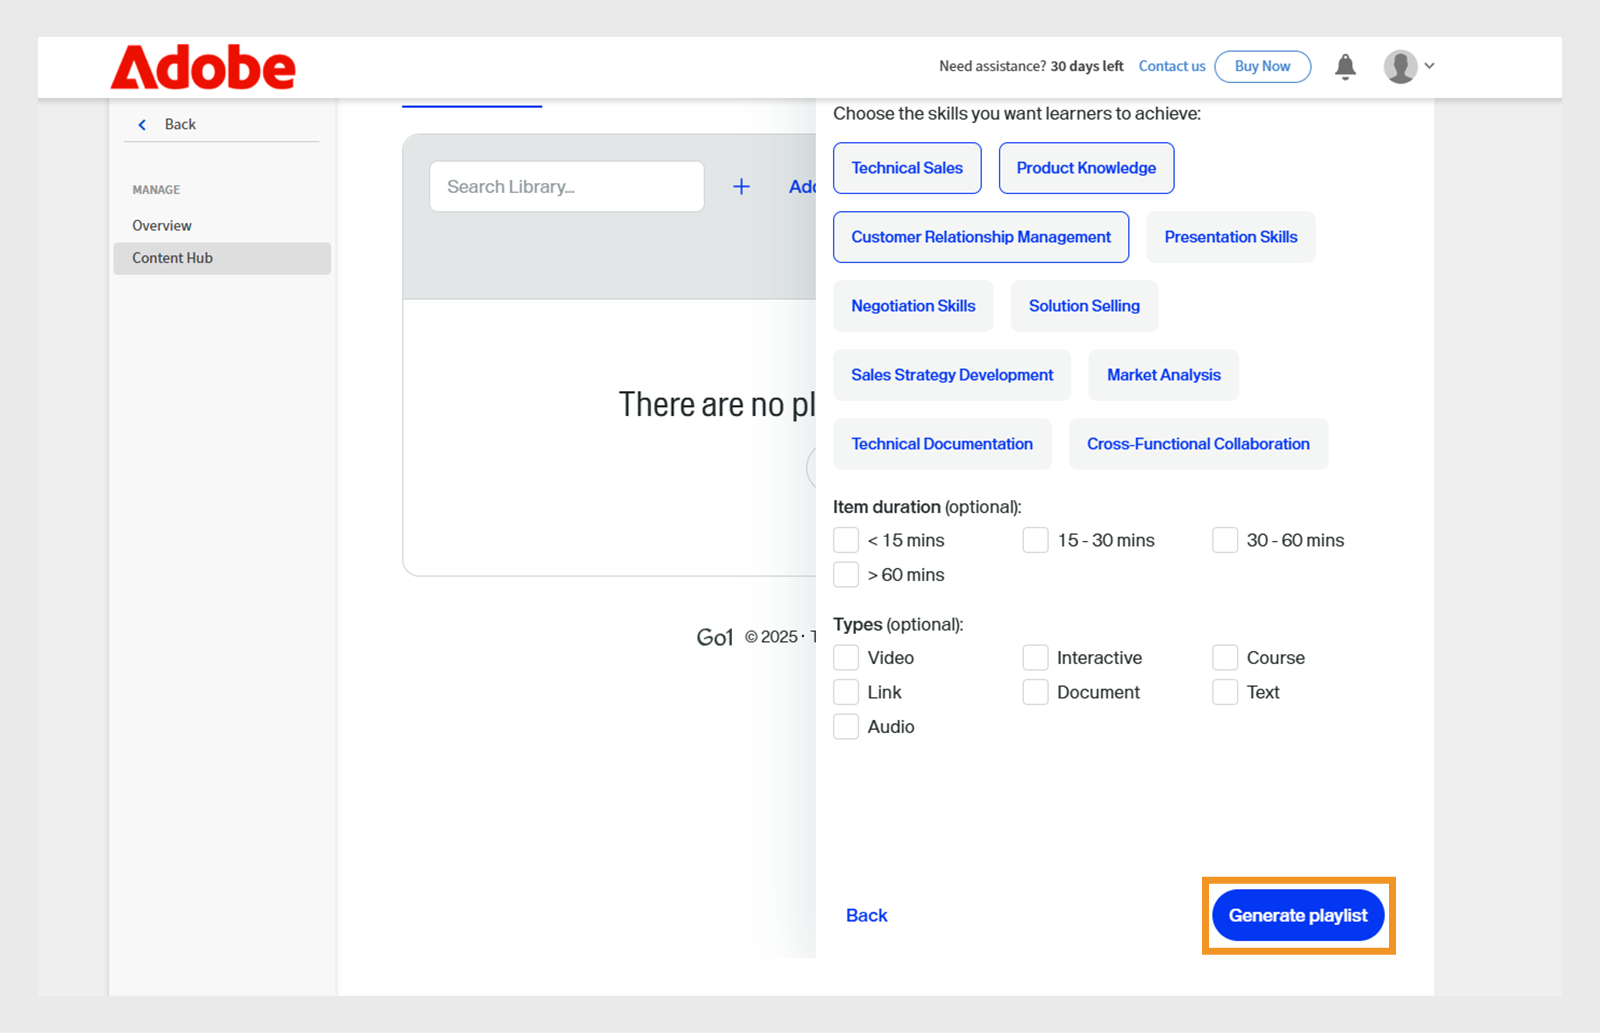 Adobe
Need assistance? 30 days left Contact us Buy Now
Back
MANAGE
Overview
Content Hub
Search Library...
+ Add
There are no pl
Go1 © 2025 · T
Choose the skills you want learners to achieve:
Technical Sales Product Knowledge
Customer Relationship Management Presentation Skills
Negotiation Skills Solution Selling
Sales Strategy Development Market Analysis
Technical Documentation Cross-Functional Collaboration
Item duration (optional):
< 15 mins 15 - 30 mins 30 - 60 mins
> 60 mins
Types (optional):
Video Interactive Course
Link Document Text
Audio
Back Generate playlist